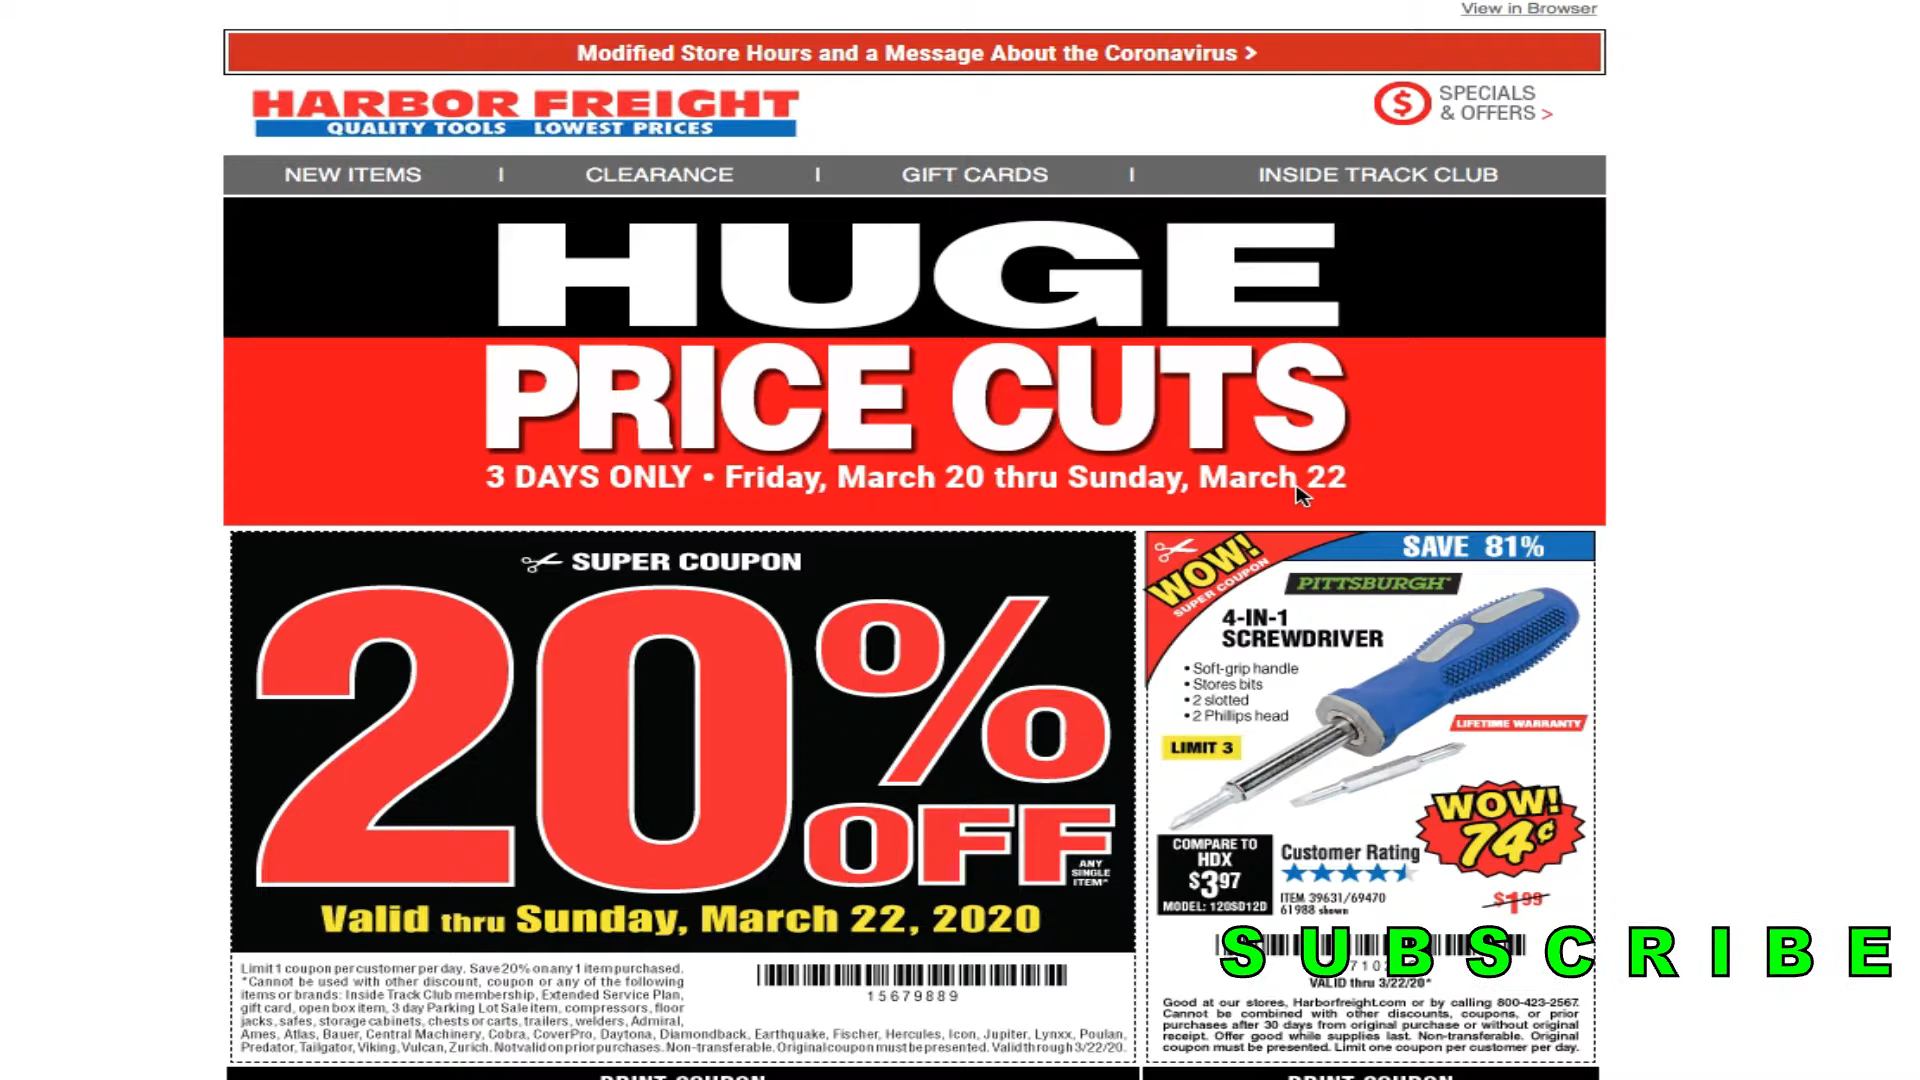 View in Browser
Modified Store Hours and a Message About the Coronavirus >
HARBOR FREIGHT
QUALITY TOOLS LOWEST PRICES
SPECIALS
& OFFERS >
NEW ITEMS | CLEARANCE | GIFT CARDS | INSIDE TRACK CLUB
HUGE
PRICE CUTS
3 DAYS ONLY • Friday, March 20 thru Sunday, March 22
SUPER COUPON
20%
OFF
ANY
SINGLE
ITEM*
Valid thru Sunday, March 22, 2020
Limit 1 coupon per customer per day. Save 20% on any 1 item purchased.
*Cannot be used with other discount, coupon or any of the following
items or brands: Inside Track Club membership, Extended Service Plan,
gift card, open box item, 3 day Parking Lot Sale item, compressors, floor
jacks, safes, storage cabinets, chests or carts, trailers, welders, Admiral,
Ames, Atlas, Bauer, Central Machinery, Cobra, CoverPro, Daytona, Diamondback, Earthquake, Fischer, Hercules, Icon, Jupiter, Lynxx, Poulan,
Predator, Tailgator, Viking, Vulcan, Zurich. Not valid on prior purchases. Non-transferable. Original coupon must be presented. Valid through 3/22/20.
15679889
WOW!
SUPER COUPON
SAVE 81%
PITTSBURGH
4-IN-1
SCREWDRIVER
• Soft-grip handle
• Stores bits
• 2 slotted
• 2 Phillips head
LIFETIME WARRANTY
LIMIT 3
WOW!
74¢
COMPARE TO
HDX
$3.97
MODEL: 120SD12D
Customer Rating
ITEM 39631/69470
61988 shown
$1.99
SUBSCRIBE
VALID thru 3/22/20*
Good at our stores, Harborfreight.com or by calling 800-423-2567.
Cannot be combined with other discounts, coupons, or prior
purchases after 30 days from original purchase or without original
receipt. Offer good while supplies last. Non-transferable. Original
coupon must be presented. Limit one coupon per customer per day.
PRINT COUPON
PRINT COUPON